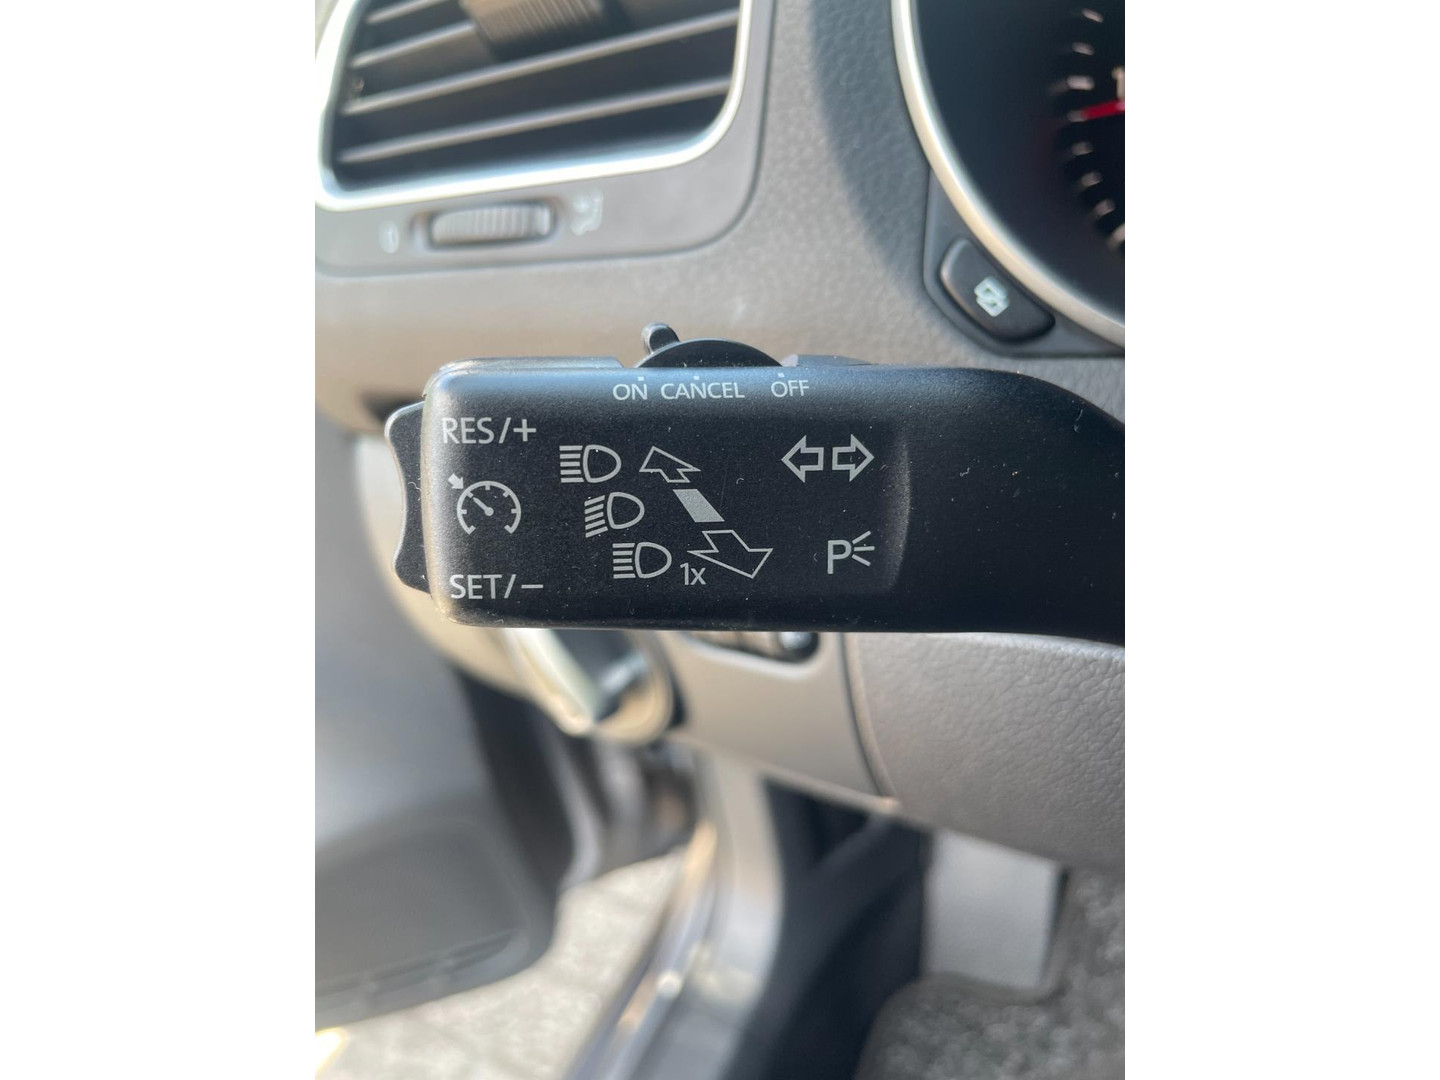 ON CANCEL OFF
RES/+
SET/−
1x
P